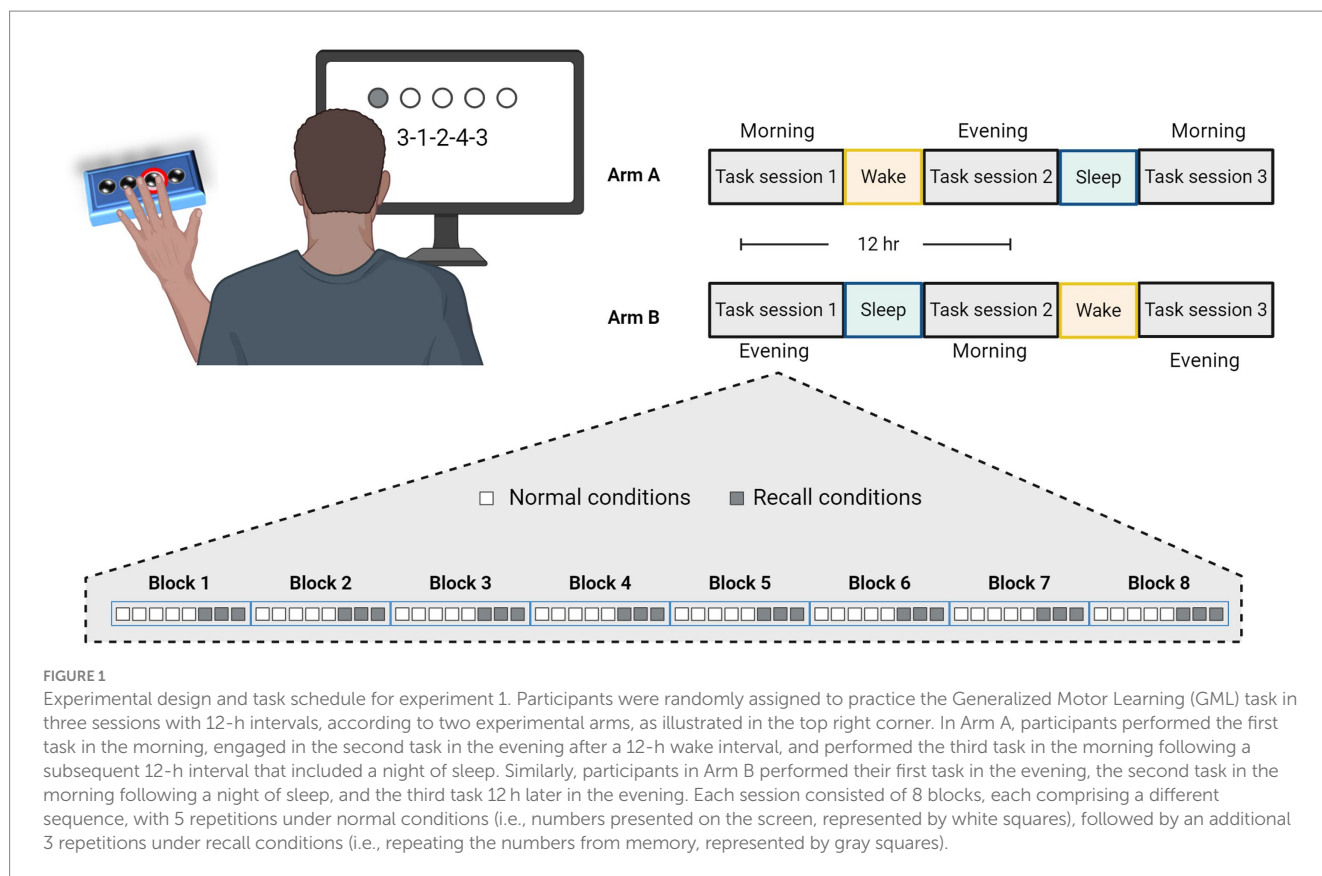 3-1-2-4-3
Morning Evening Morning
Arm A Task session 1 Wake Task session 2 Sleep Task session 3
12 hr
Arm B Task session 1 Sleep Task session 2 Wake Task session 3
Evening Morning Evening
Normal conditions Recall conditions
Block 1 Block 2 Block 3 Block 4 Block 5 Block 6 Block 7 Block 8
FIGURE 1
Experimental design and task schedule for experiment 1. Participants were randomly assigned to practice the Generalized Motor Learning (GML) task in
three sessions with 12-h intervals, according to two experimental arms, as illustrated in the top right corner. In Arm A, participants performed the first
task in the morning, engaged in the second task in the evening after a 12-h wake interval, and performed the third task in the morning following a
subsequent 12-h interval that included a night of sleep. Similarly, participants in Arm B performed their first task in the evening, the second task in the
morning following a night of sleep, and the third task 12 h later in the evening. Each session consisted of 8 blocks, each comprising a different
sequence, with 5 repetitions under normal conditions (i.e., numbers presented on the screen, represented by white squares), followed by an additional
3 repetitions under recall conditions (i.e., repeating the numbers from memory, represented by gray squares).